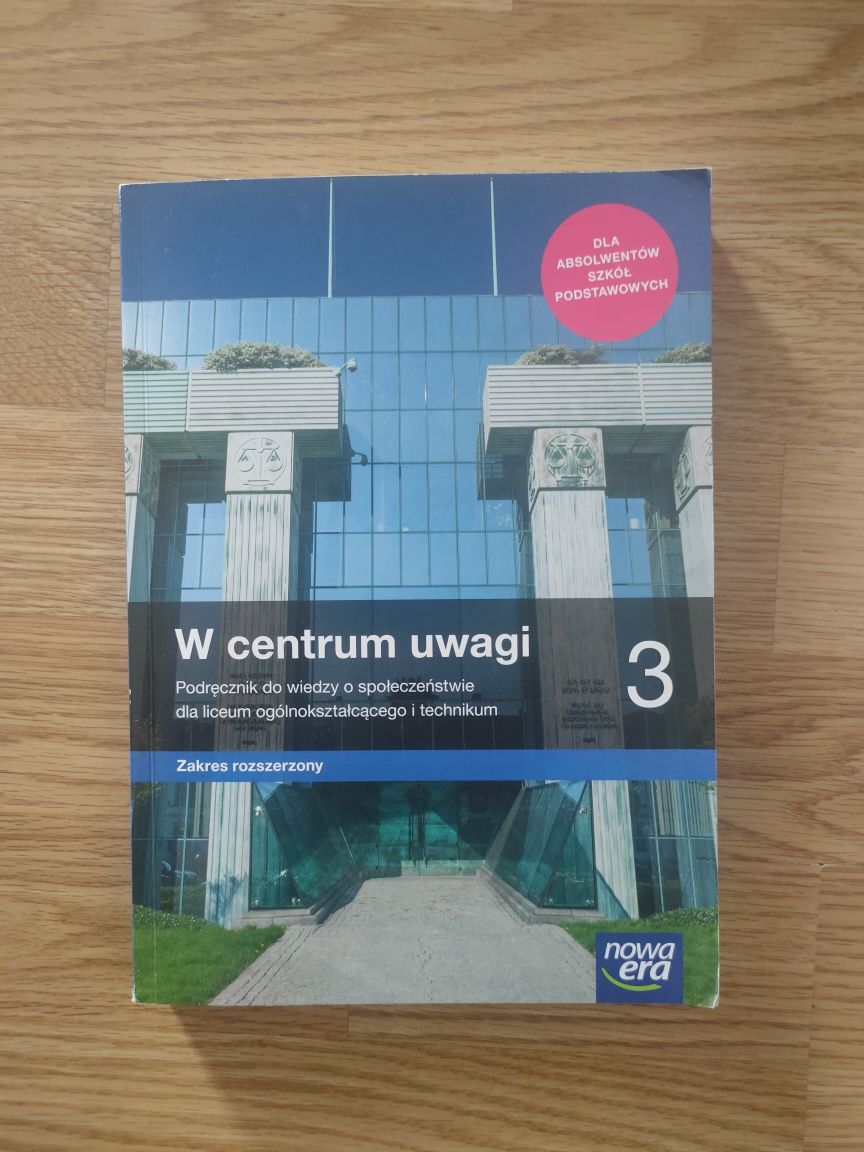 DLA
ABSOLWENTÓW
SZKÓŁ
PODSTAWOWYCH
W centrum uwagi
3
Podręcznik do wiedzy o społeczeństwie
dla liceum ogólnokształcącego i technikum
Zakres rozszerzony
nowa
era